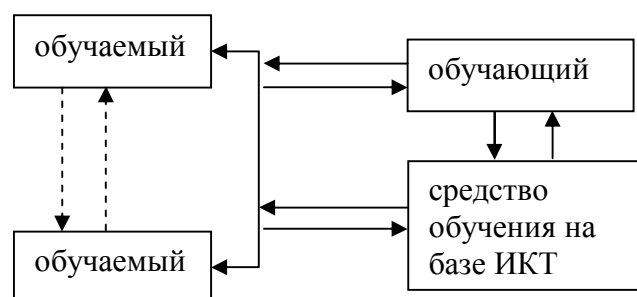 обучаемый
обучающий
средство
обучения на
базе ИКТ
обучаемый